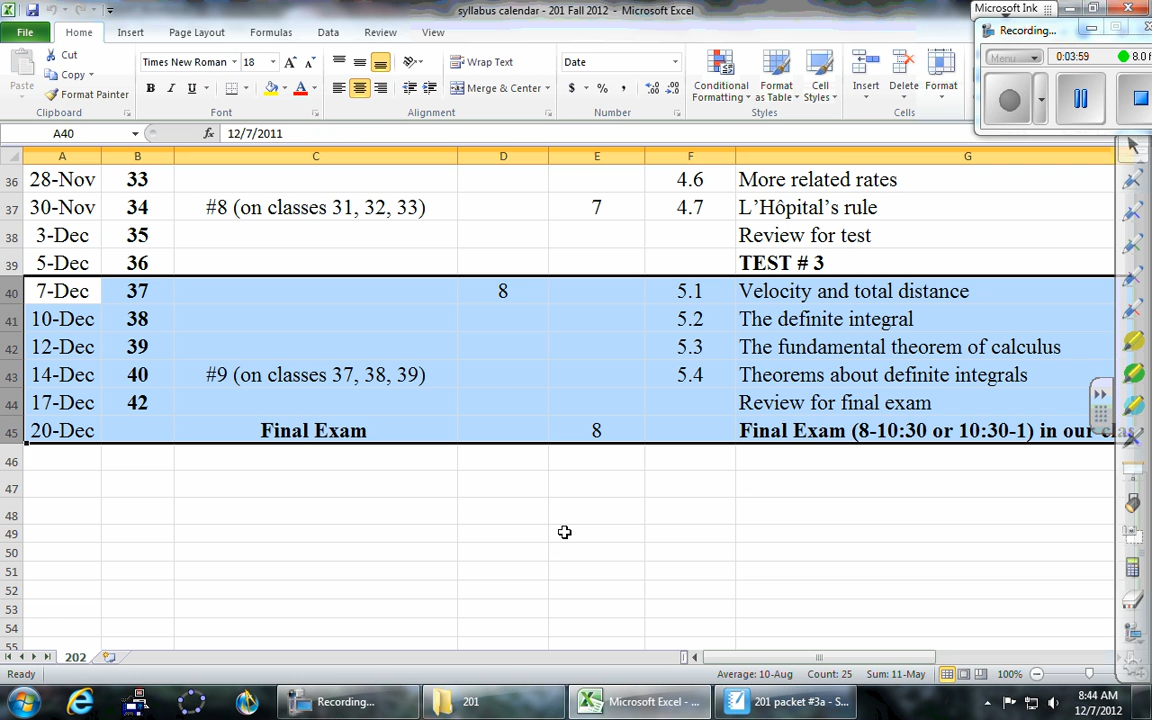 syllabus calendar - 201 Fall 2012 - Microsoft Excel
Microsoft Ink
File Home Insert Page Layout Formulas Data Review View
Recording...
Menu 0:03:59 8.0 f
Paste
Cut
Copy
Format Painter
Times New Roman 18
B I U
Wrap Text
Merge & Center
Date
$ % ,
Conditional Formatting
Format as Table
Cell Styles
Insert Delete Format
Clipboard Font Alignment Number Styles Cells
A40 fx 12/7/2011
A B C D E F G
36 28-Nov 33 4.6 More related rates
37 30-Nov 34 #8 (on classes 31, 32, 33) 7 4.7 L’Hôpital’s rule
38 3-Dec 35 Review for test
39 5-Dec 36 TEST # 3
40 7-Dec 37 8 5.1 Velocity and total distance
41 10-Dec 38 5.2 The definite integral
42 12-Dec 39 5.3 The fundamental theorem of calculus
43 14-Dec 40 #9 (on classes 37, 38, 39) 5.4 Theorems about definite integrals
44 17-Dec 42 Review for final exam
45 20-Dec Final Exam 8 Final Exam (8-10:30 or 10:30-1) in our clas
46
47
48
49
50
51
52
53
54
55
202
Ready Average: 10-Aug Count: 25 Sum: 11-May 100%
Recording... 201 Microsoft Excel - ... 201 packet #3a - S...
8:44 AM
12/7/2012